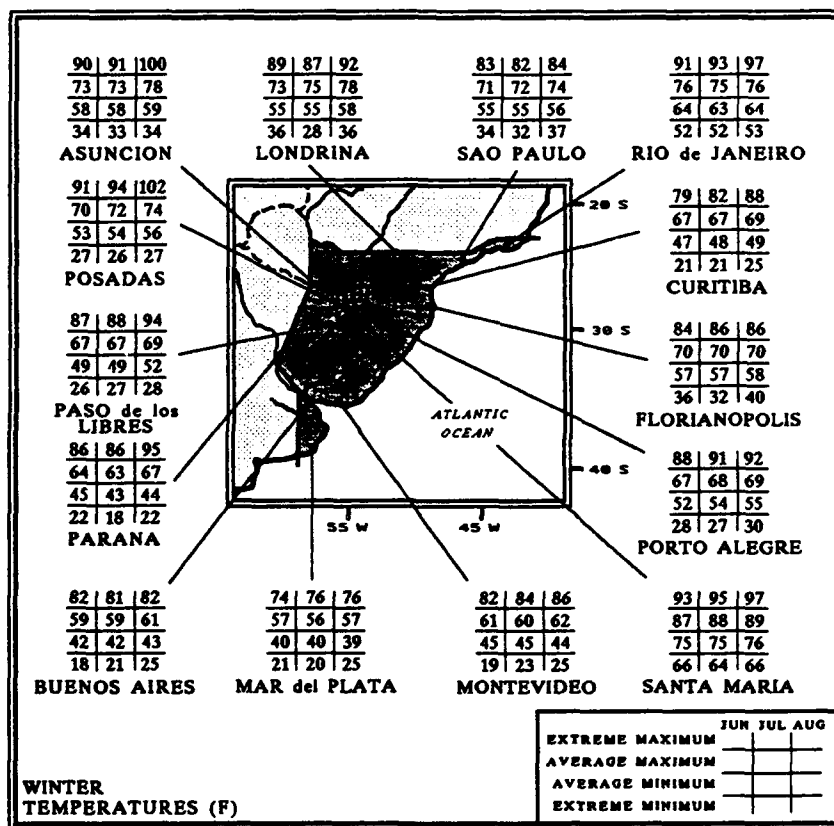 90 | 91 | 100
73 | 73 | 78
58 | 58 | 59
34 | 33 | 34
ASUNCION
89 | 87 | 92
73 | 75 | 78
55 | 55 | 58
36 | 28 | 36
LONDRINA
83 | 82 | 84
71 | 72 | 74
55 | 55 | 56
34 | 32 | 37
SAO PAULO
91 | 93 | 97
76 | 75 | 76
64 | 63 | 64
52 | 52 | 53
RIO de JANEIRO
91 | 94 | 102
70 | 72 | 74
53 | 54 | 56
27 | 26 | 27
POSADAS
20 S
79 | 82 | 88
67 | 67 | 69
47 | 48 | 49
21 | 21 | 25
CURITIBA
87 | 88 | 94
67 | 67 | 69
49 | 49 | 52
26 | 27 | 28
PASO de los
LIBRES
30 S
84 | 86 | 86
70 | 70 | 70
57 | 57 | 58
36 | 32 | 40
FLORIANOPOLIS
ATLANTIC
OCEAN
86 | 86 | 95
64 | 63 | 67
45 | 43 | 44
22 | 18 | 22
PARANA
40 S
55 W
45 W
88 | 91 | 92
67 | 68 | 69
52 | 54 | 55
28 | 27 | 30
PORTO ALEGRE
82 | 81 | 82
59 | 59 | 61
42 | 42 | 43
18 | 21 | 25
BUENOS AIRES
74 | 76 | 76
57 | 56 | 57
40 | 40 | 39
21 | 20 | 25
MAR del PLATA
82 | 84 | 86
61 | 60 | 62
45 | 45 | 44
19 | 23 | 25
MONTEVIDEO
93 | 95 | 97
87 | 88 | 89
75 | 75 | 76
66 | 64 | 66
SANTA MARIA
WINTER
TEMPERATURES (F)
JUN JUL AUG
EXTREME MAXIMUM
AVERAGE MAXIMUM
AVERAGE MINIMUM
EXTREME MINIMUM